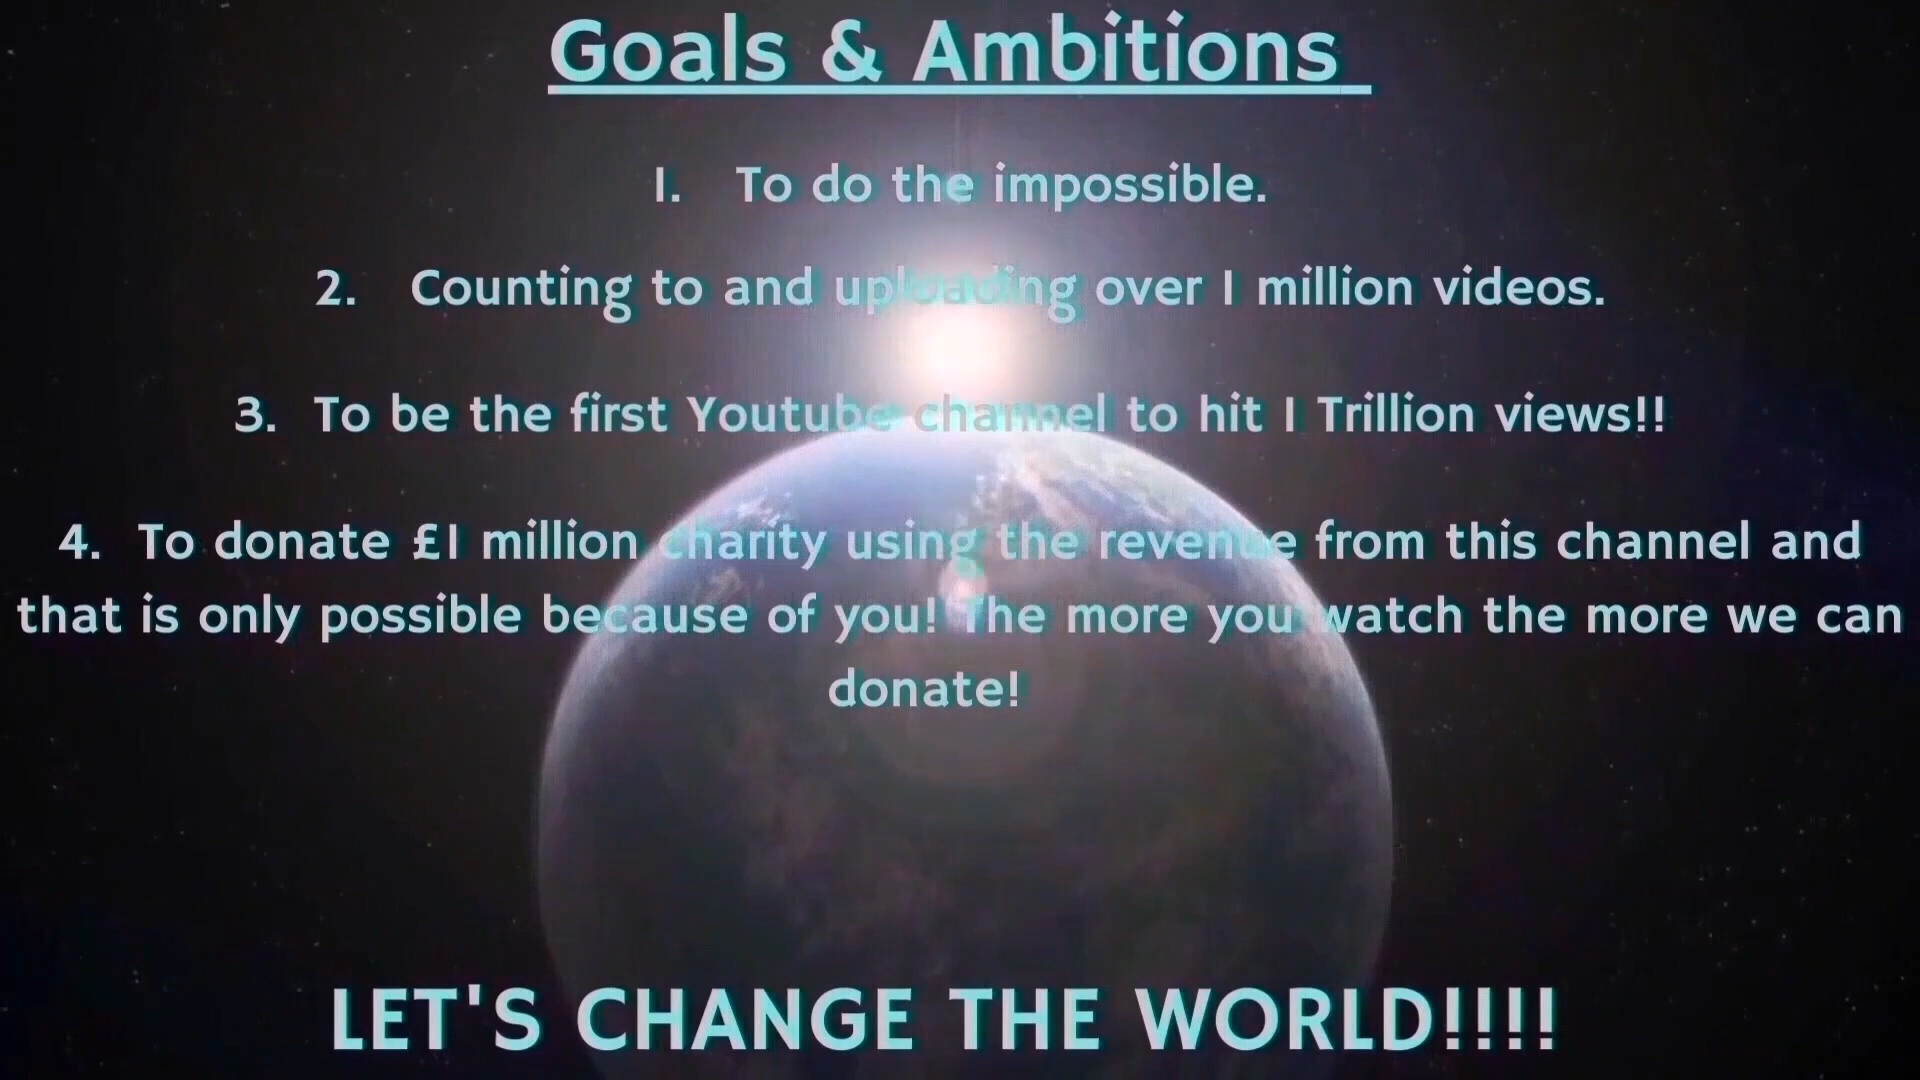 Goals & Ambitions
1. To do the impossible.
2. Counting to and uploading over 1 million videos.
3. To be the first Youtube channel to hit 1 Trillion views!!
4. To donate £1 million charity using the revenue from this channel and
that is only possible because of you! The more you watch the more we can
donate!
LET'S CHANGE THE WORLD!!!!